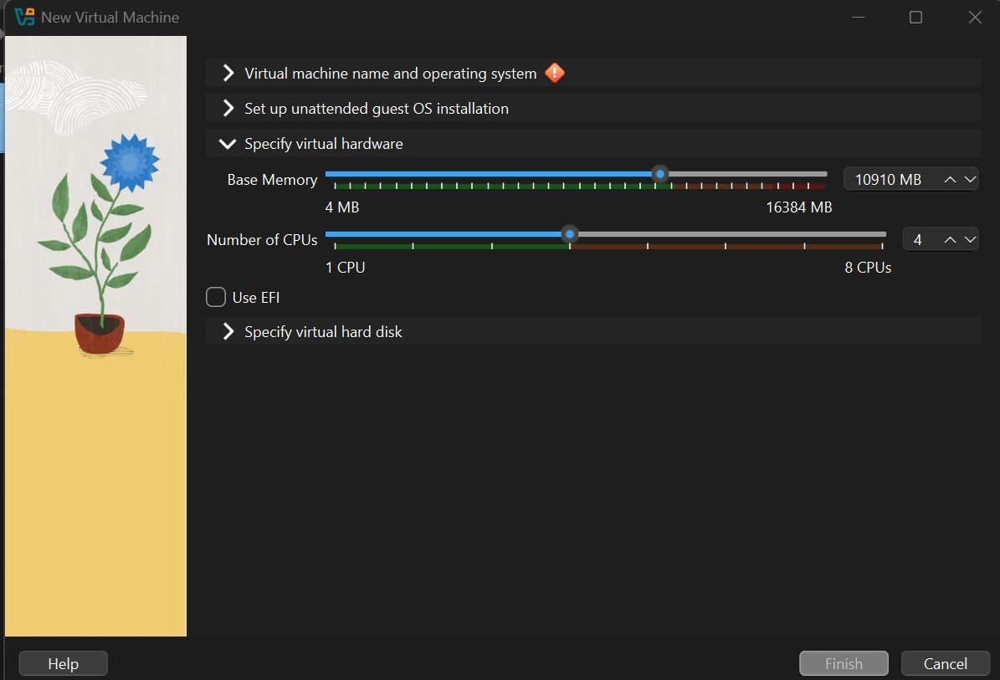 New Virtual Machine
Virtual machine name and operating system
Set up unattended guest OS installation
Specify virtual hardware
Base Memory 10910 MB
4 MB 16384 MB
Number of CPUs 4
1 CPU 8 CPUs
Use EFI
Specify virtual hard disk
Help Finish Cancel